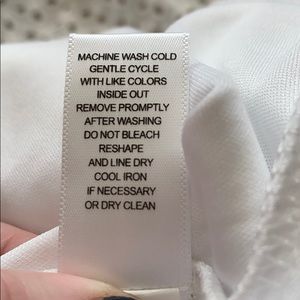 MACHINE WASH COLD
GENTLE CYCLE
WITH LIKE COLORS
INSIDE OUT
REMOVE PROMPTLY
AFTER WASHING
DO NOT BLEACH
RESHAPE
AND LINE DRY
COOL IRON
IF NECESSARY
OR DRY CLEAN